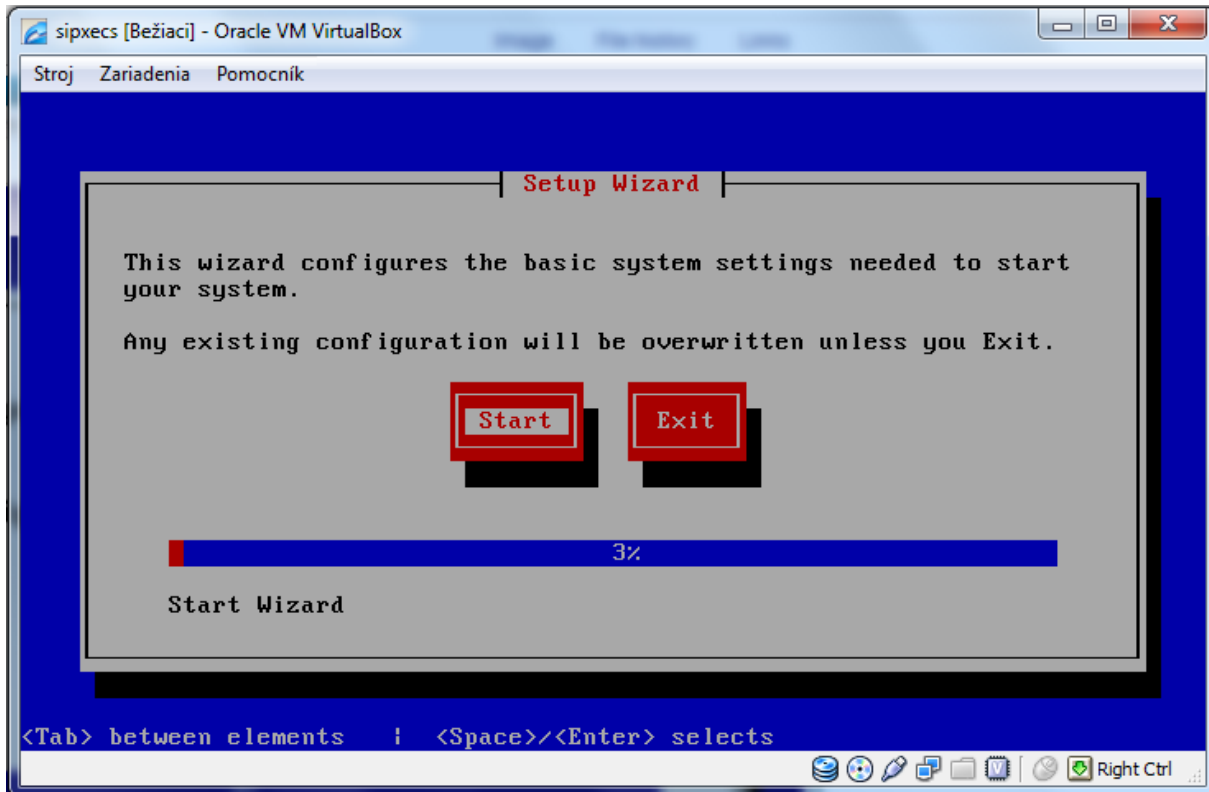 sipxecs [Bežiaci] - Oracle VM VirtualBox
Stroj Zariadenia Pomocník
Setup Wizard
This wizard configures the basic system settings needed to start
your system.
Any existing configuration will be overwritten unless you Exit.
Start Exit
3%
Start Wizard
<Tab> between elements | <Space>/<Enter> selects
Right Ctrl